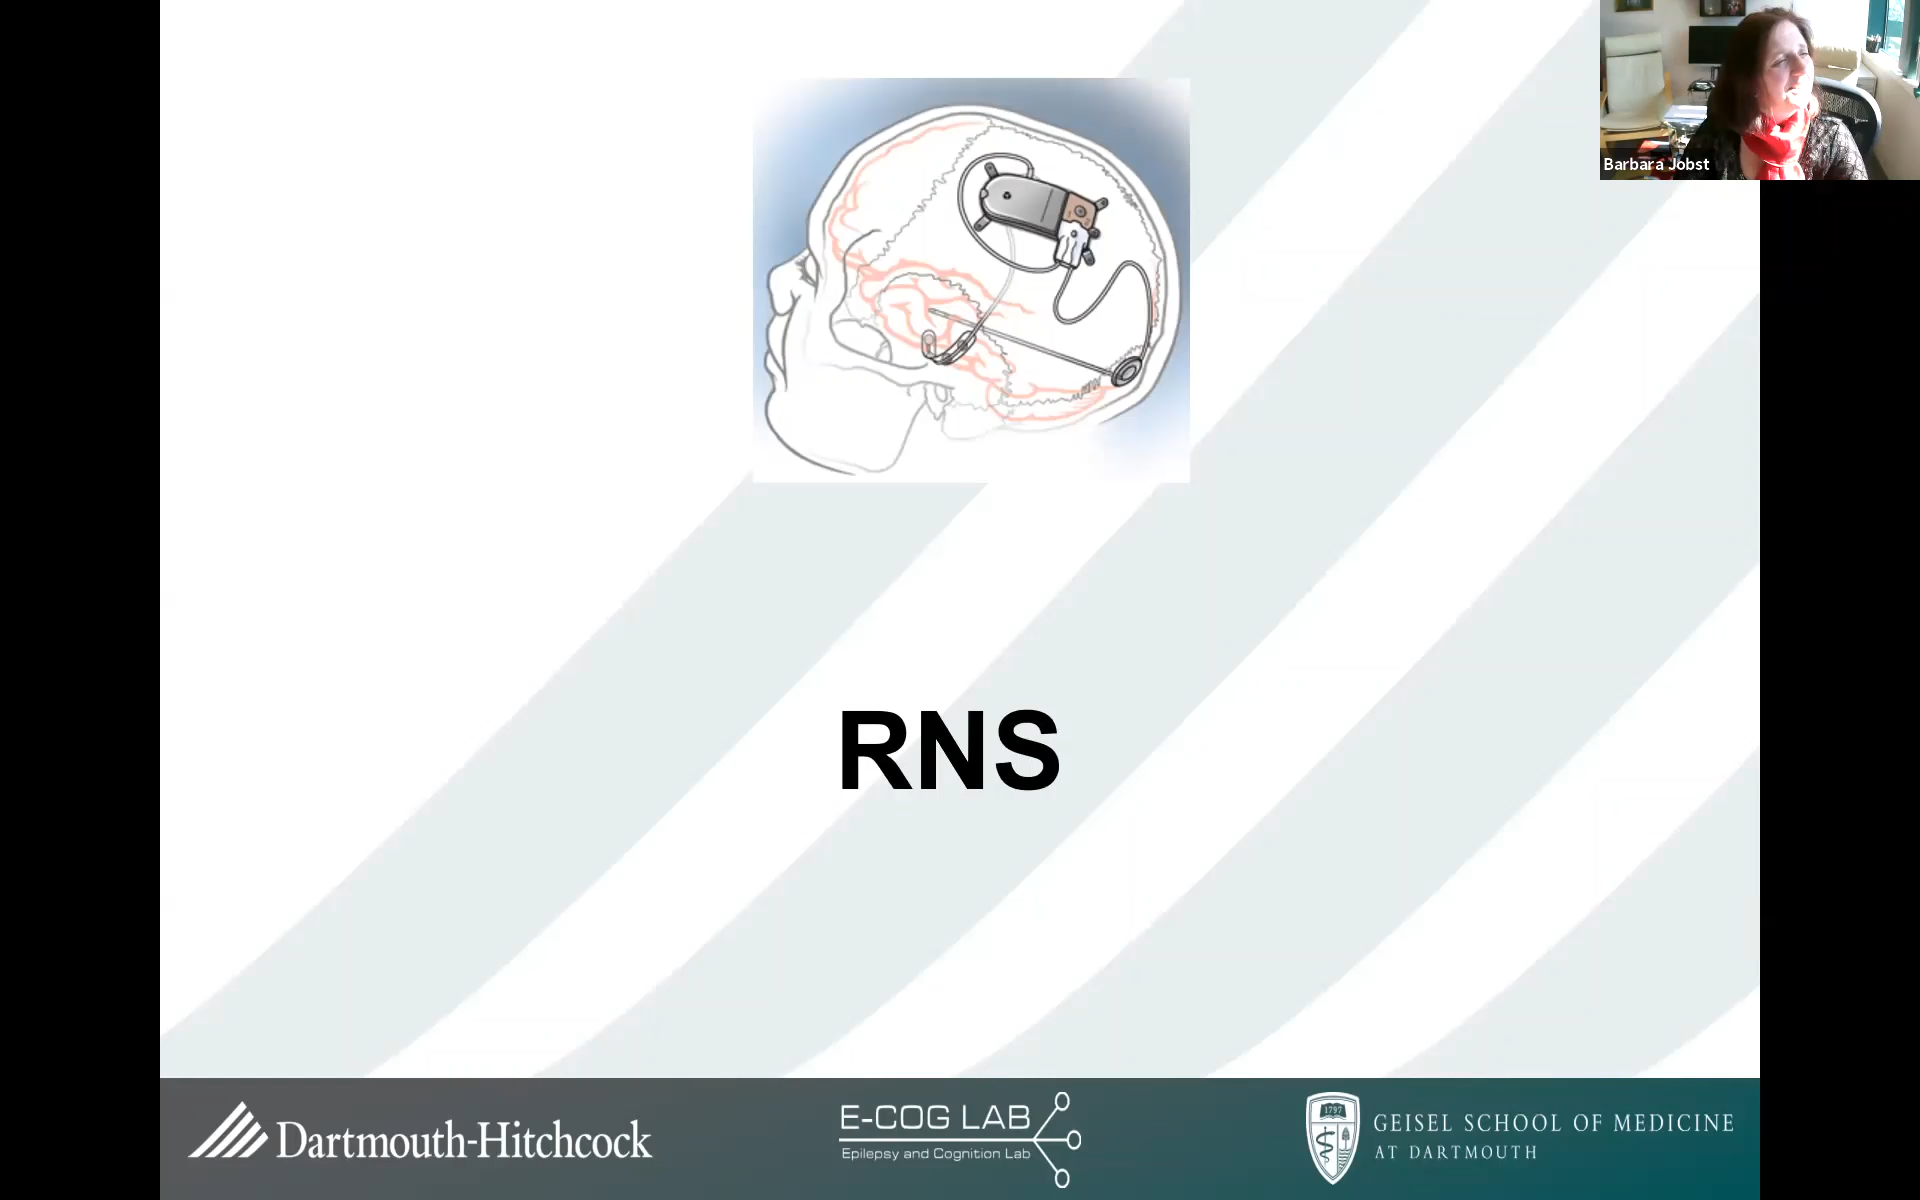 Barbara Jobst
RNS
Dartmouth-Hitchcock
E-COG LAB
Epilepsy and Cognition Lab
1797
GEISEL SCHOOL OF MEDICINE
AT DARTMOUTH